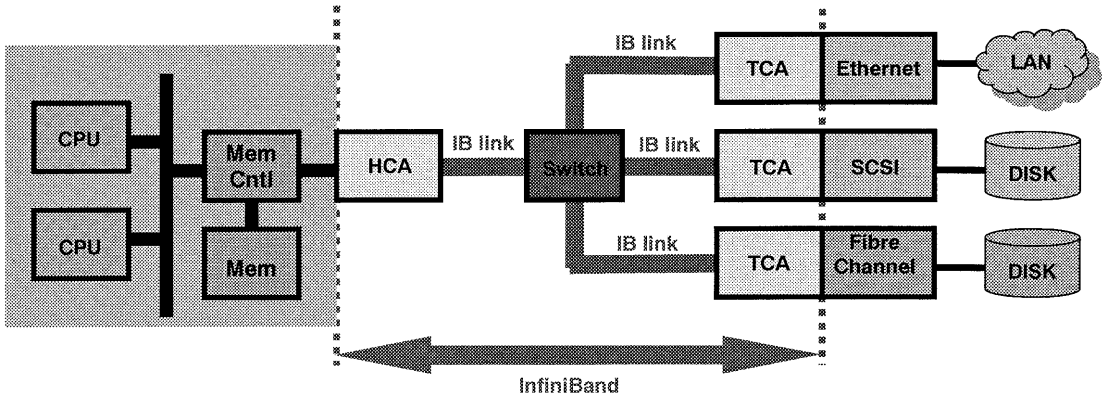 IB link
TCA
Ethernet
LAN
CPU
Mem
Cntl
HCA
IB link
Switch
IB link
TCA
SCSI
DISK
CPU
Mem
IB link
TCA
Fibre
Channel
DISK
InfiniBand